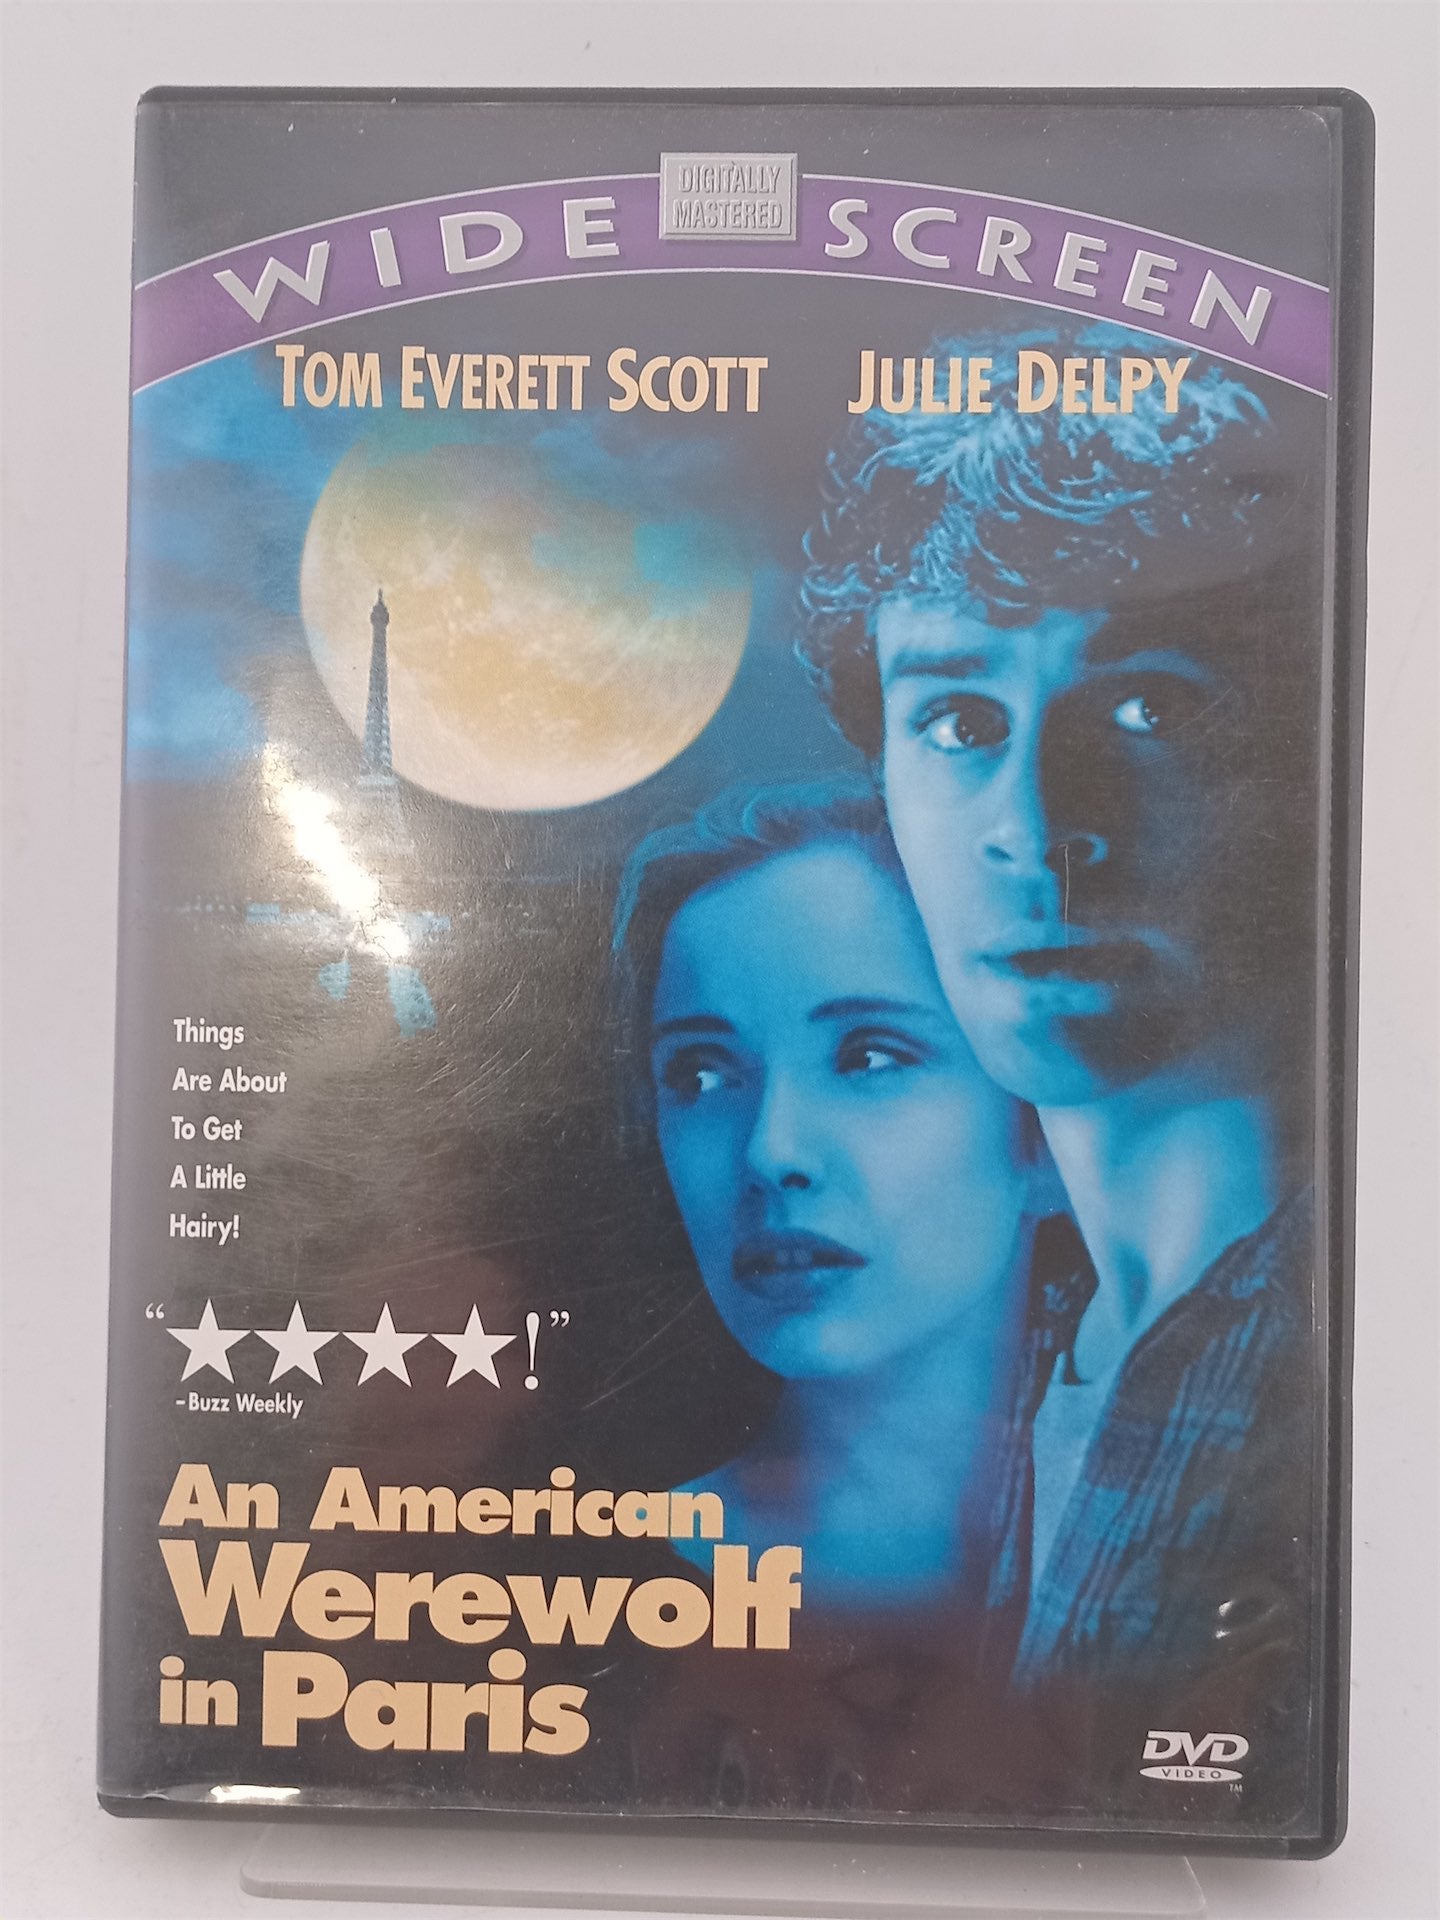 WIDE SCREEN
DIGITALLY
MASTERED
TOM EVERETT SCOTT JULIE DELPY
Things
Are About
To Get
A Little
Hairy!
“★★★★!”
–Buzz Weekly
An American
Werewolf
in Paris
DVD
VIDEO
™